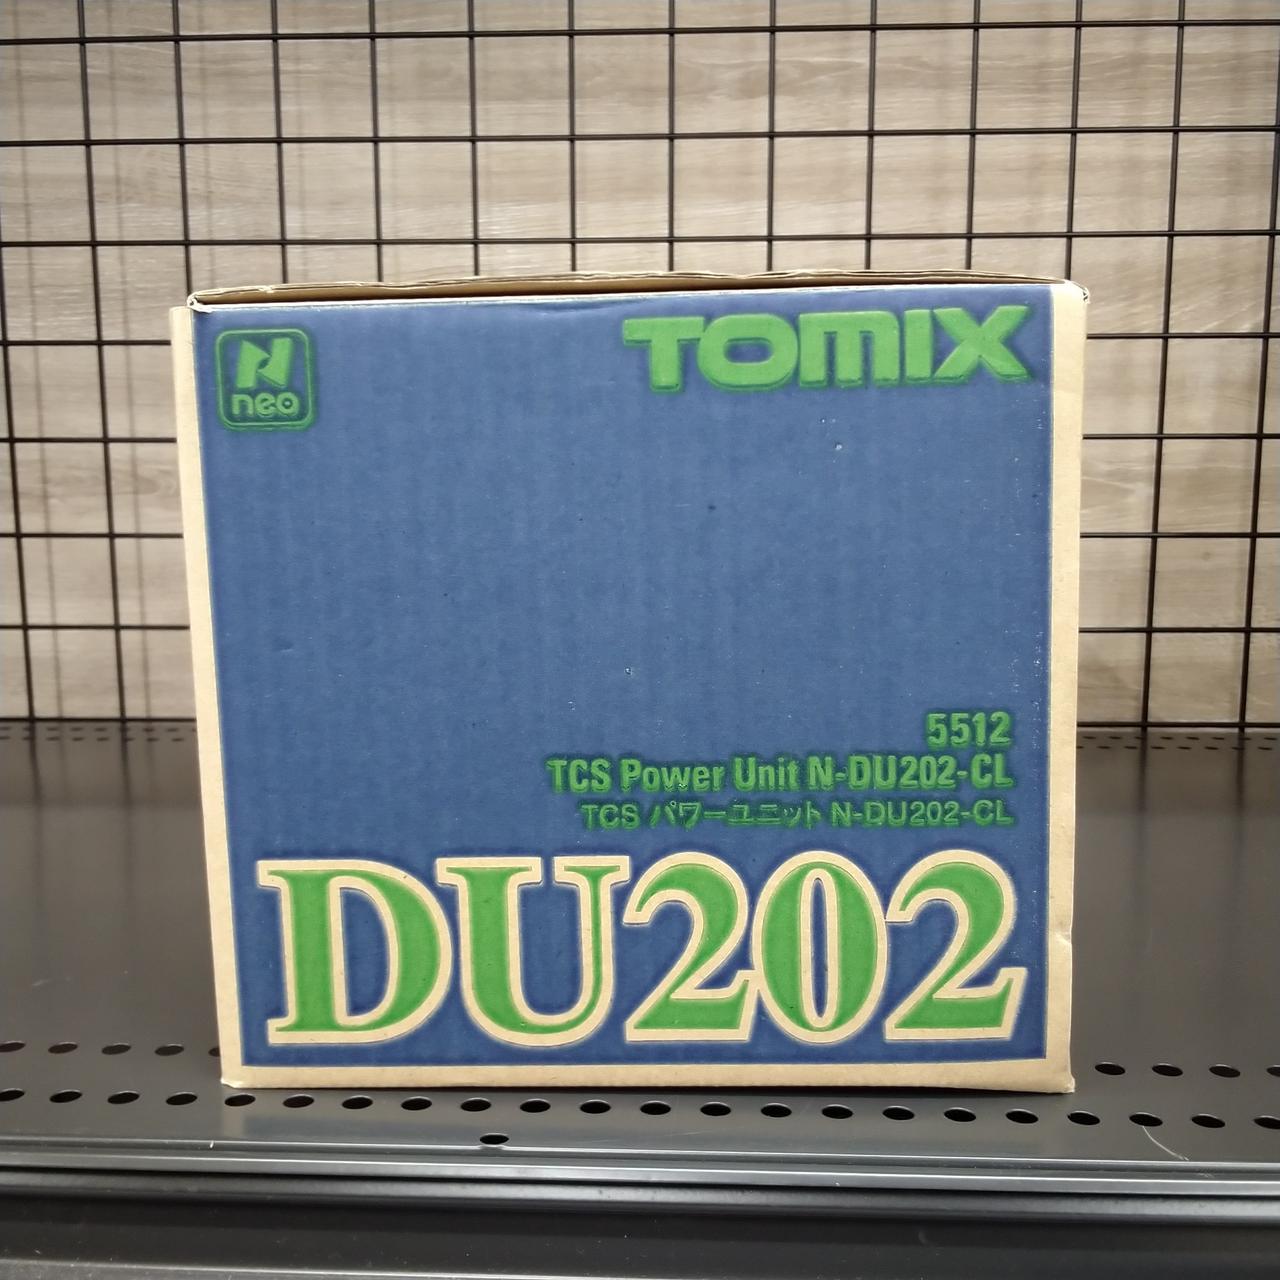 N
neo
TOMIX
5512
TCS Power Unit N-DU202-CL
TCS パワーユニット N-DU202-CL
DU202